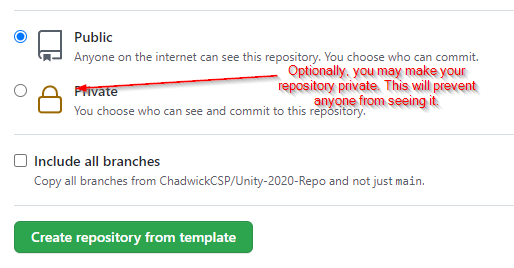 Public
Anyone on the internet can see this repository. You choose who can commit.
Optionally, you may make your
repository private. This will prevent
anyone from seeing it.
Private
You choose who can see and commit to this repository.
Include all branches
Copy all branches from ChadwickCSP/Unity-2020-Repo and not just main.
Create repository from template